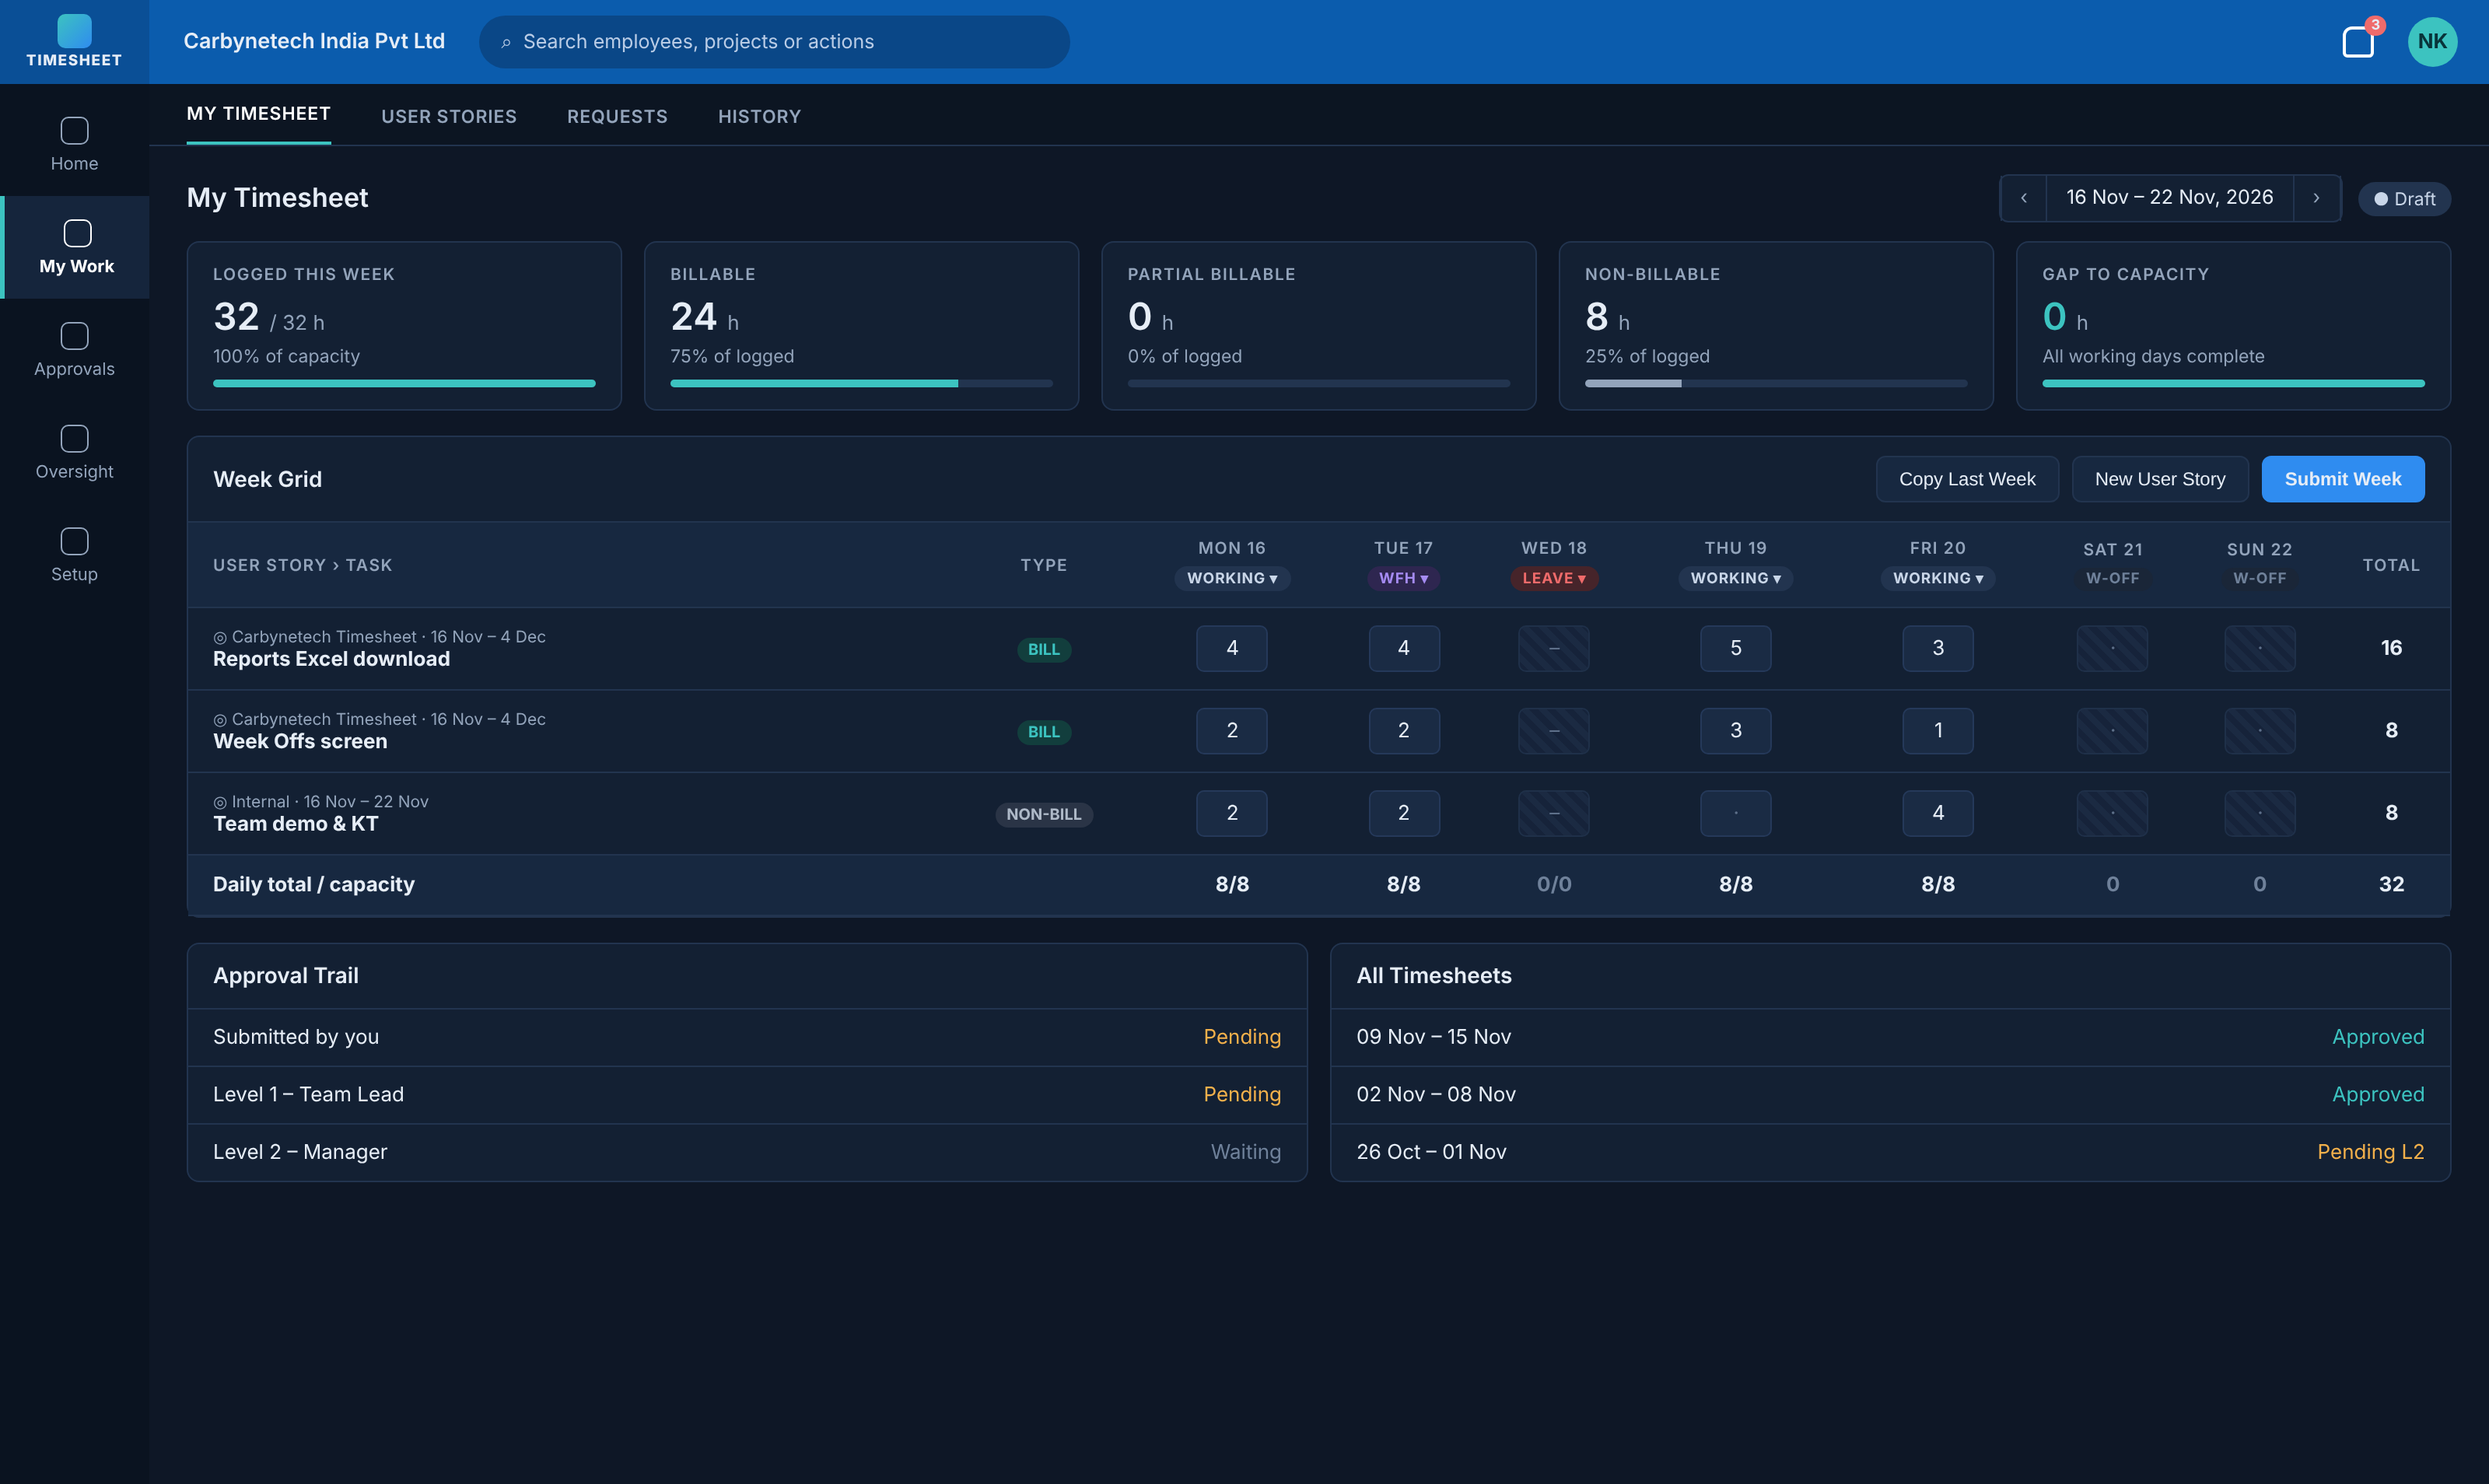 TIMESHEET
Carbynetech India Pvt Ltd
Search employees, projects or actions
3
NK
Home
My Work
Approvals
Oversight
Setup
MY TIMESHEET USER STORIES REQUESTS HISTORY
My Timesheet
‹ 16 Nov – 22 Nov, 2026 ›
Draft
LOGGED THIS WEEK
32 / 32 h
100% of capacity
BILLABLE
24 h
75% of logged
PARTIAL BILLABLE
0 h
0% of logged
NON-BILLABLE
8 h
25% of logged
GAP TO CAPACITY
0 h
All working days complete
Week Grid
Copy Last Week
New User Story
Submit Week
USER STORY › TASK TYPE MON 16 TUE 17 WED 18 THU 19 FRI 20 SAT 21 SUN 22 TOTAL
WORKING ▾ WFH ▾ LEAVE ▾ WORKING ▾ WORKING ▾ W-OFF W-OFF
◎ Carbynetech Timesheet · 16 Nov – 4 Dec
Reports Excel download BILL 4 4 – 5 3 · · 16
◎ Carbynetech Timesheet · 16 Nov – 4 Dec
Week Offs screen BILL 2 2 – 3 1 · · 8
◎ Internal · 16 Nov – 22 Nov
Team demo & KT NON-BILL 2 2 – · 4 · · 8
Daily total / capacity 8/8 8/8 0/0 8/8 8/8 0 0 32
Approval Trail
Submitted by you Pending
Level 1 – Team Lead Pending
Level 2 – Manager Waiting
All Timesheets
09 Nov – 15 Nov Approved
02 Nov – 08 Nov Approved
26 Oct – 01 Nov Pending L2